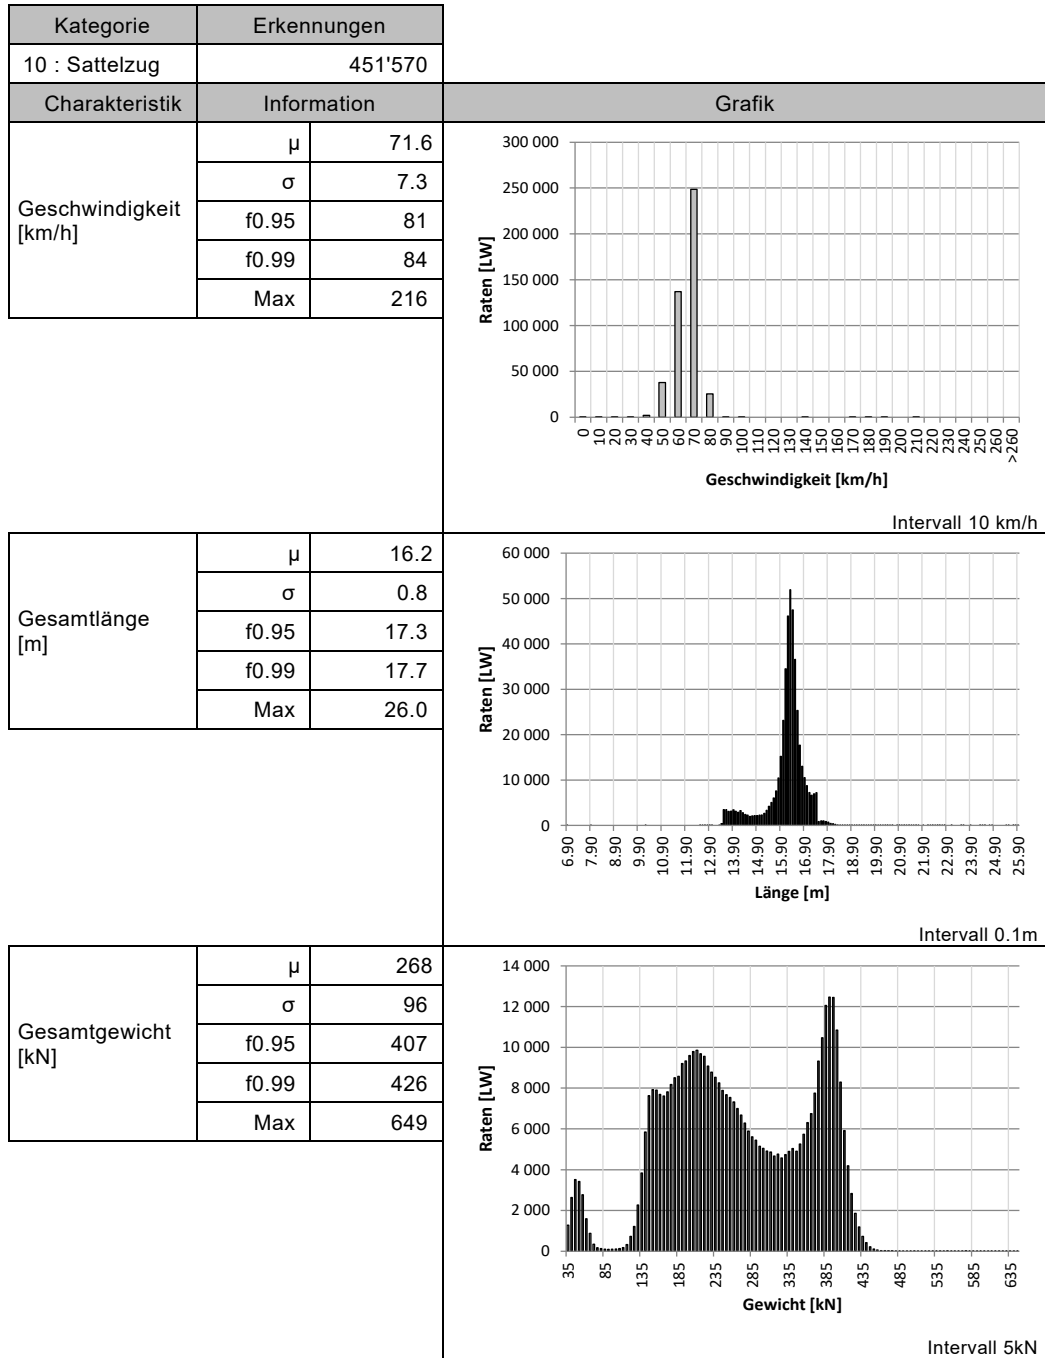 Kategorie Erkennungen
10 : Sattelzug 451'570
Charakteristik Information Grafik
Geschwindigkeit
[km/h]
µ 71.6
σ 7.3
f0.95 81
f0.99 84
Max 216
300 000
250 000
200 000
150 000
100 000
50 000
0
Raten [LW]
0 10 20 30 40 50 60 70 80 90 100 110 120 130 140 150 160 170 180 190 200 210 220 230 240 250 260 >260
Geschwindigkeit [km/h]
Intervall 10 km/h
Gesamtlänge
[m]
µ 16.2
σ 0.8
f0.95 17.3
f0.99 17.7
Max 26.0
60 000
50 000
40 000
30 000
20 000
10 000
0
Raten [LW]
6.90 7.90 8.90 9.90 10.90 11.90 12.90 13.90 14.90 15.90 16.90 17.90 18.90 19.90 20.90 21.90 22.90 23.90 24.90 25.90
Länge [m]
Intervall 0.1m
Gesamtgewicht
[kN]
µ 268
σ 96
f0.95 407
f0.99 426
Max 649
14 000
12 000
10 000
8 000
6 000
4 000
2 000
0
Raten [LW]
35 85 135 185 235 285 335 385 435 485 535 585 635
Gewicht [kN]
Intervall 5kN